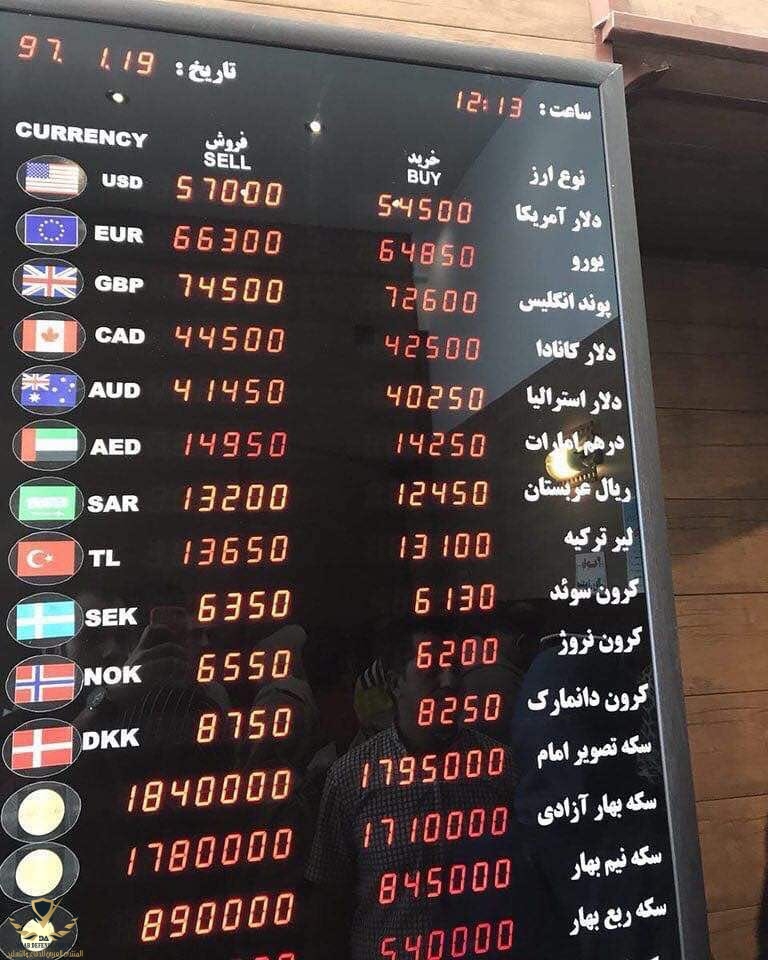 97. 1.19 تاریخ :
12:13 ساعت :
CURRENCY فروش خرید نوع ارز
SELL BUY
USD 57000 54500 دلار آمریکا
EUR 66300 64850 یورو
GBP 74500 72600 پوند انگلیس
CAD 44500 42500 دلار کانادا
AUD 41450 40250 دلار استرالیا
AED 14950 14250 درهم امارات
SAR 13200 12450 ریال عربستان
TL 13650 13100 لیر ترکیه
SEK 6350 6130 کرون سوئد
NOK 6550 6200 کرون نروژ
DKK 8750 8250 کرون دانمارک
1840000 1795000 سکه تصویر امام
1780000 1710000 سکه بهار آزادی
890000 845000 سکه نیم بهار
540000 سکه ربع بهار